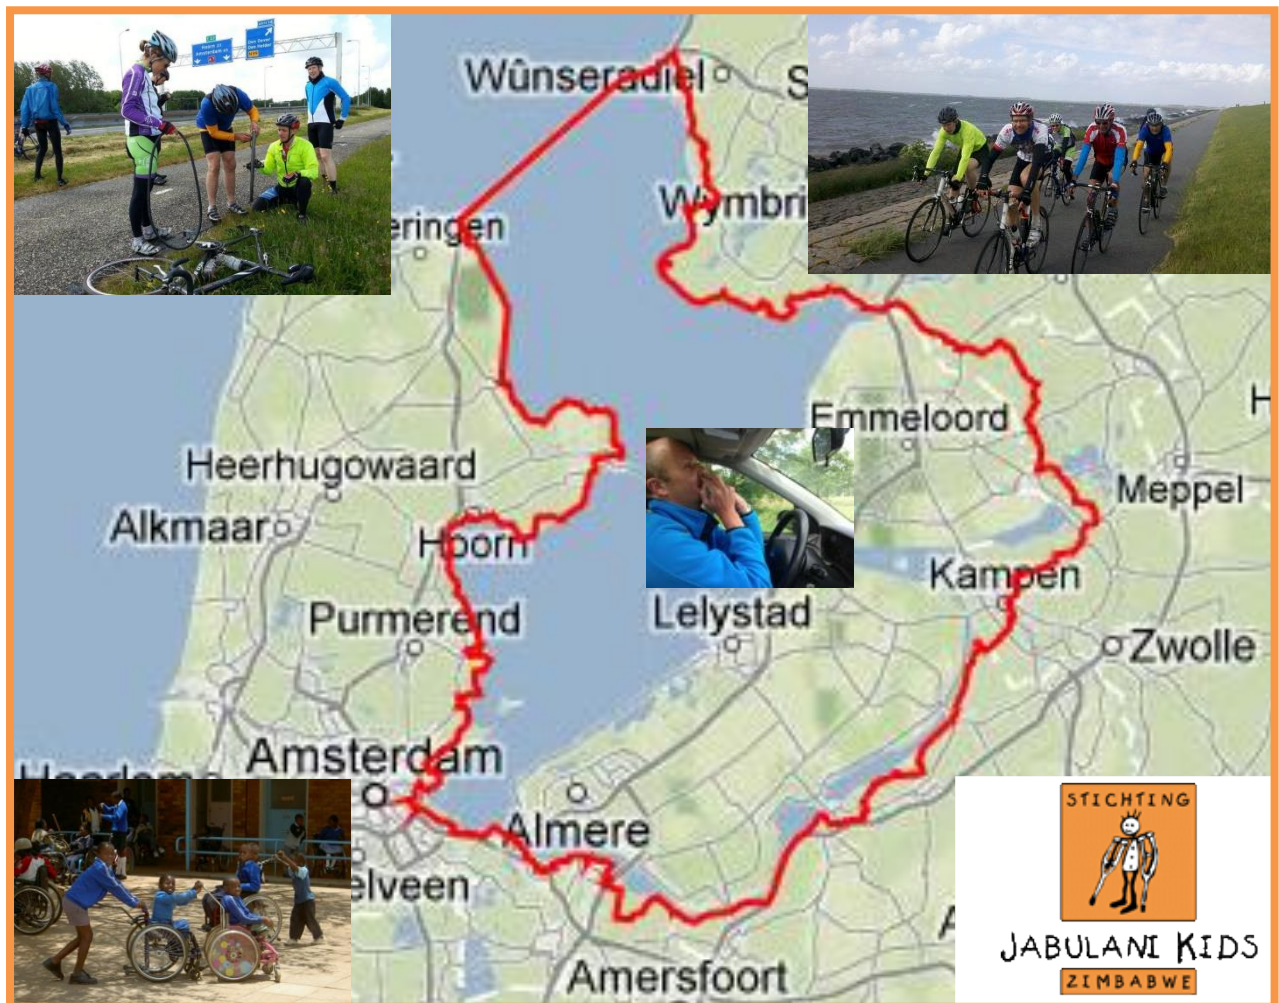 Wûnseradiel
S
Wymbri
eringen
Emmeloord
H
Heerhugowaard
Meppel
Alkmaar
Hoorn
Kampen
Purmerend
Lelystad
Zwolle
Amsterdam
Almere
elveen
A
Amersfoort
STICHTING
JABULANI KIDS
ZIMBABWE